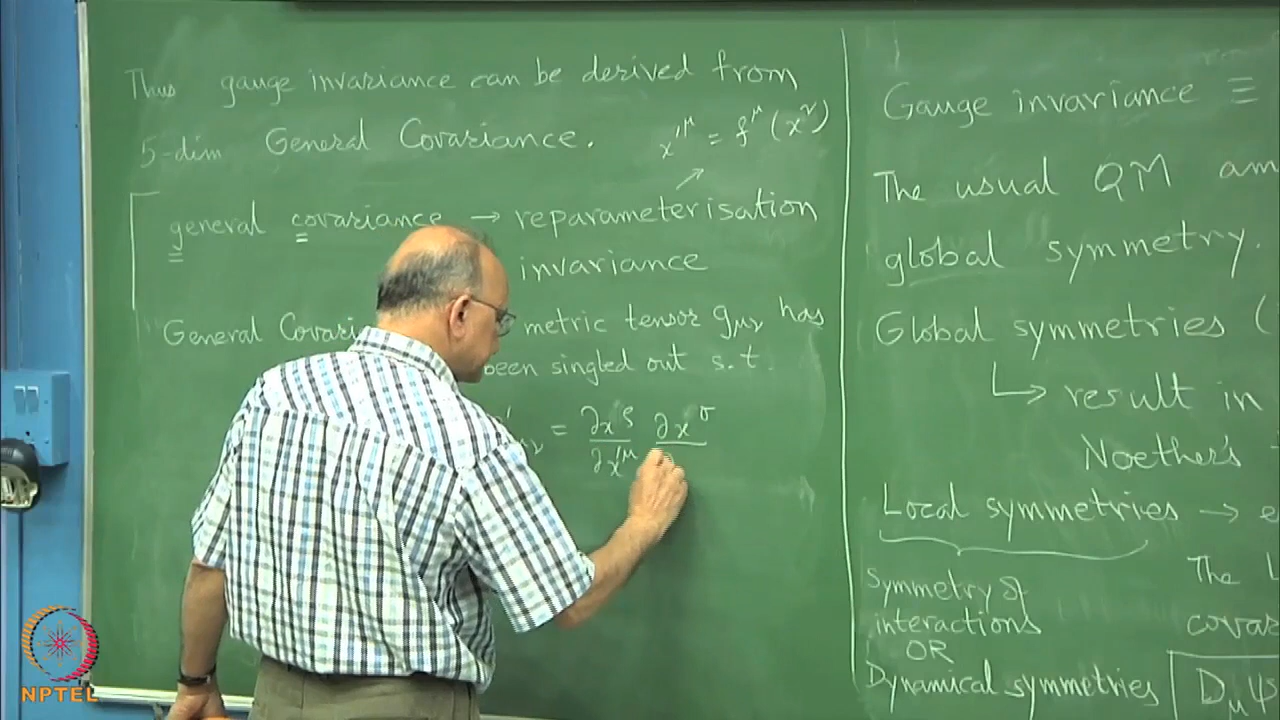 Thus gauge invariance can be derived from
5-dim General Covariance.
x'^μ = f^μ (x^ν)
general covariance → reparameterisation
invariance
General metric tensor g_μν has
been singled out s.t.
= ∂x^ρ/∂x'^μ ∂x^σ
Gauge invariance ≡
The usual QM
global symmetry.
Global symmetries (
↳ result in
Noether's
Local symmetries →
Symmetry of
interactions
OR
Dynamical symmetries
The
D_μ ψ
NPTEL